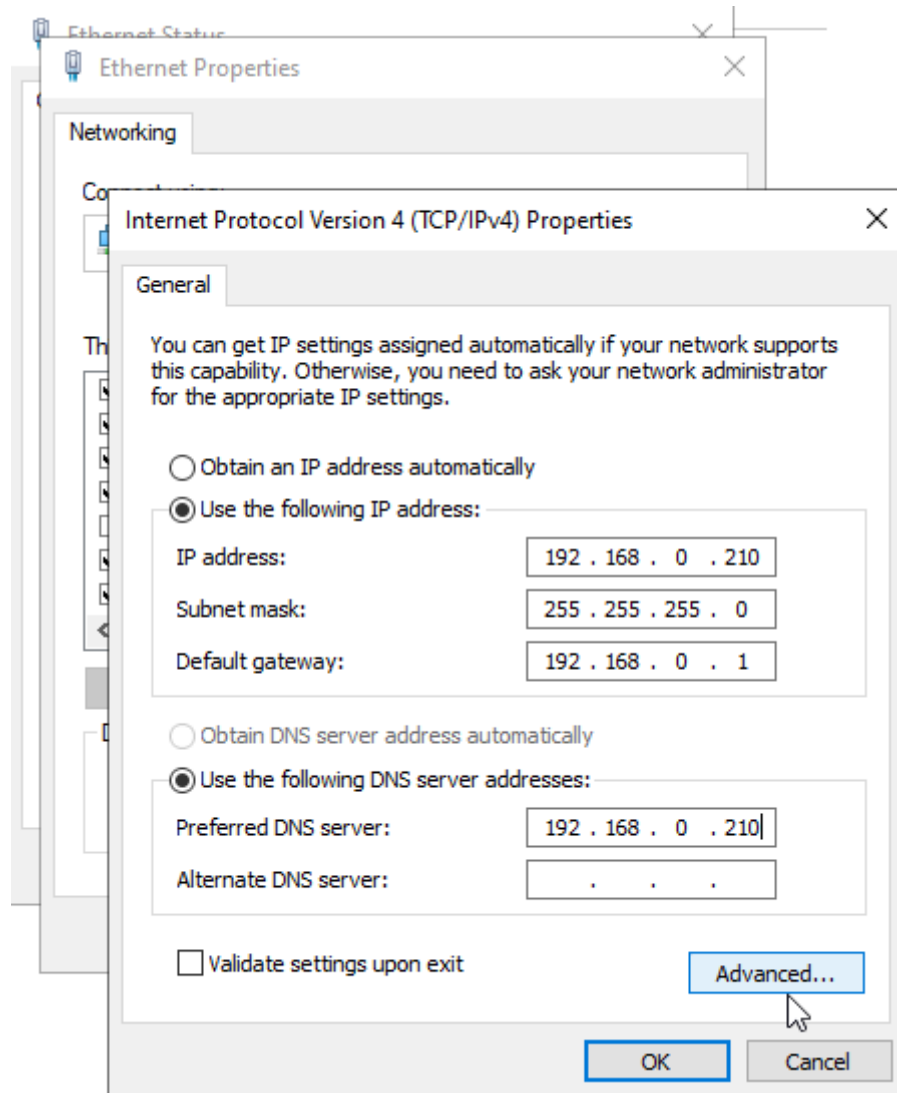 Ethernet Status
Ethernet Properties
Networking
Internet Protocol Version 4 (TCP/IPv4) Properties
General
You can get IP settings assigned automatically if your network supports
this capability. Otherwise, you need to ask your network administrator
for the appropriate IP settings.
Obtain an IP address automatically
Use the following IP address:
IP address: 192 . 168 . 0 . 210
Subnet mask: 255 . 255 . 255 . 0
Default gateway: 192 . 168 . 0 . 1
Obtain DNS server address automatically
Use the following DNS server addresses:
Preferred DNS server: 192 . 168 . 0 . 210
Alternate DNS server: . . .
Validate settings upon exit
Advanced...
OK
Cancel